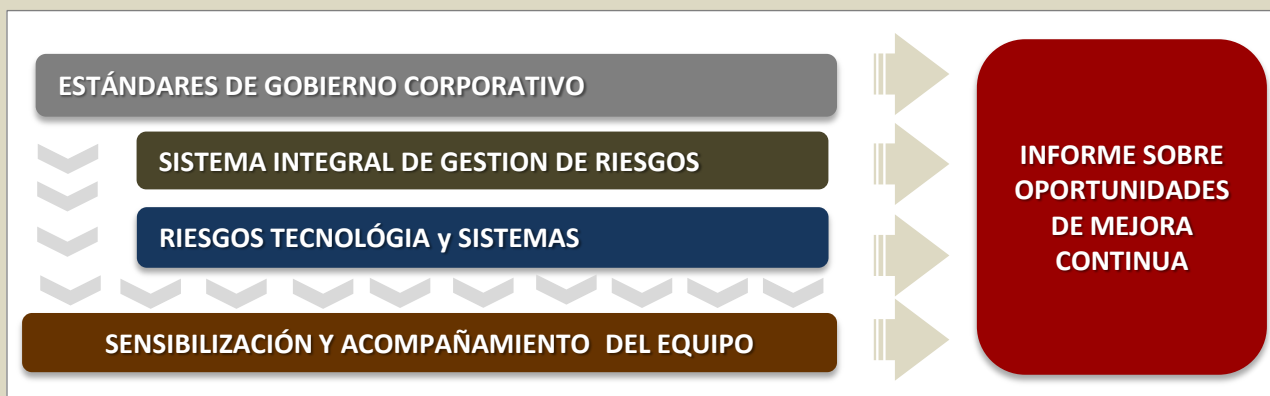 ESTÁNDARES DE GOBIERNO CORPORATIVO
SISTEMA INTEGRAL DE GESTION DE RIESGOS
RIESGOS TECNOLÓGIA y SISTEMAS
SENSIBILIZACIÓN Y ACOMPAÑAMIENTO DEL EQUIPO
INFORME SOBRE
OPORTUNIDADES
DE MEJORA
CONTINUA